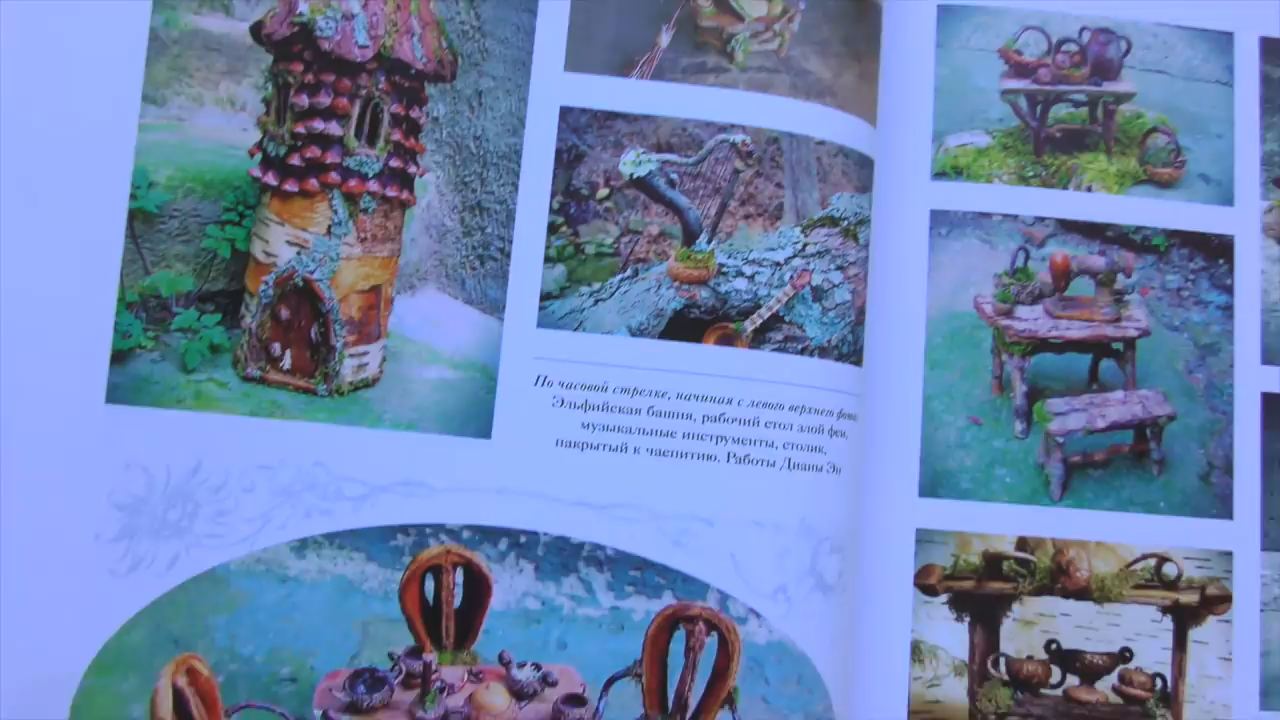 По часовой стрелке, начиная с левого верхнего фото:
Эльфийская башня, рабочий стол злой феи,
музыкальные инструменты, столик,
накрытый к чаепитию. Работы Дианы Эн